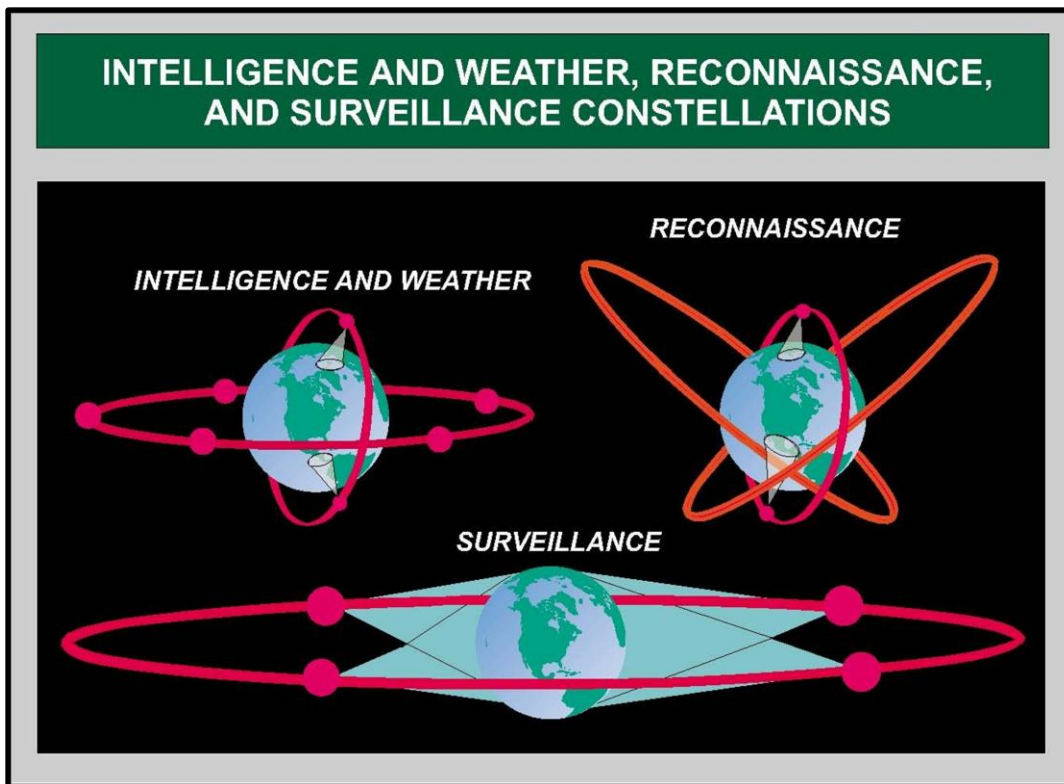 INTELLIGENCE AND WEATHER, RECONNAISSANCE,
AND SURVEILLANCE CONSTELLATIONS
RECONNAISSANCE
INTELLIGENCE AND WEATHER
SURVEILLANCE